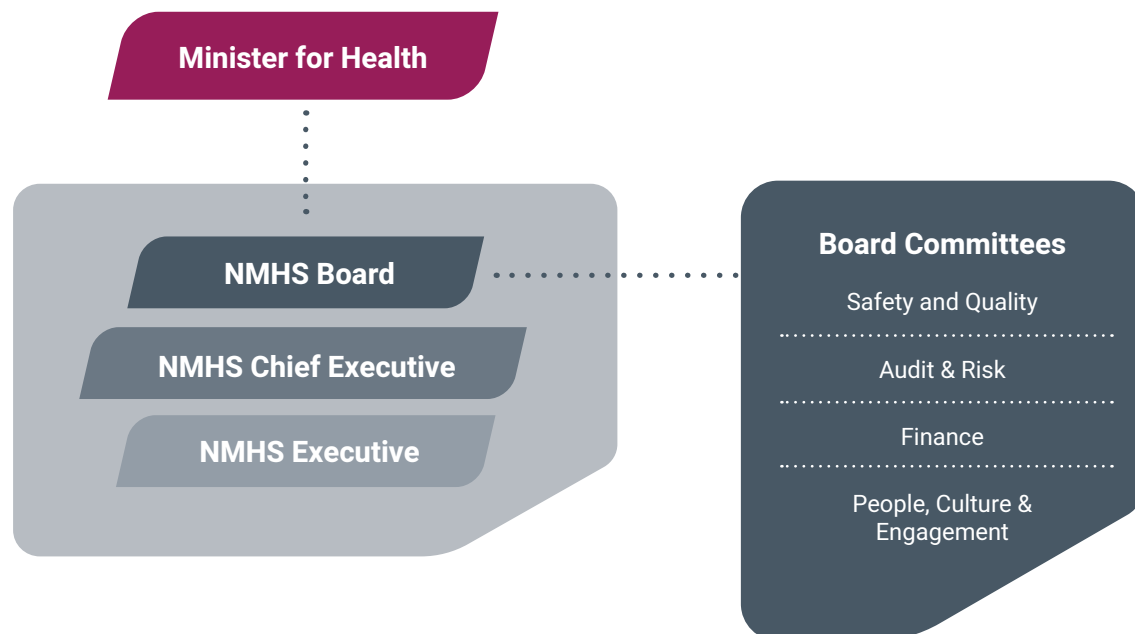 Minister for Health
NMHS Board
NMHS Chief Executive
NMHS Executive
Board Committees
Safety and Quality
Audit & Risk
Finance
People, Culture &
Engagement